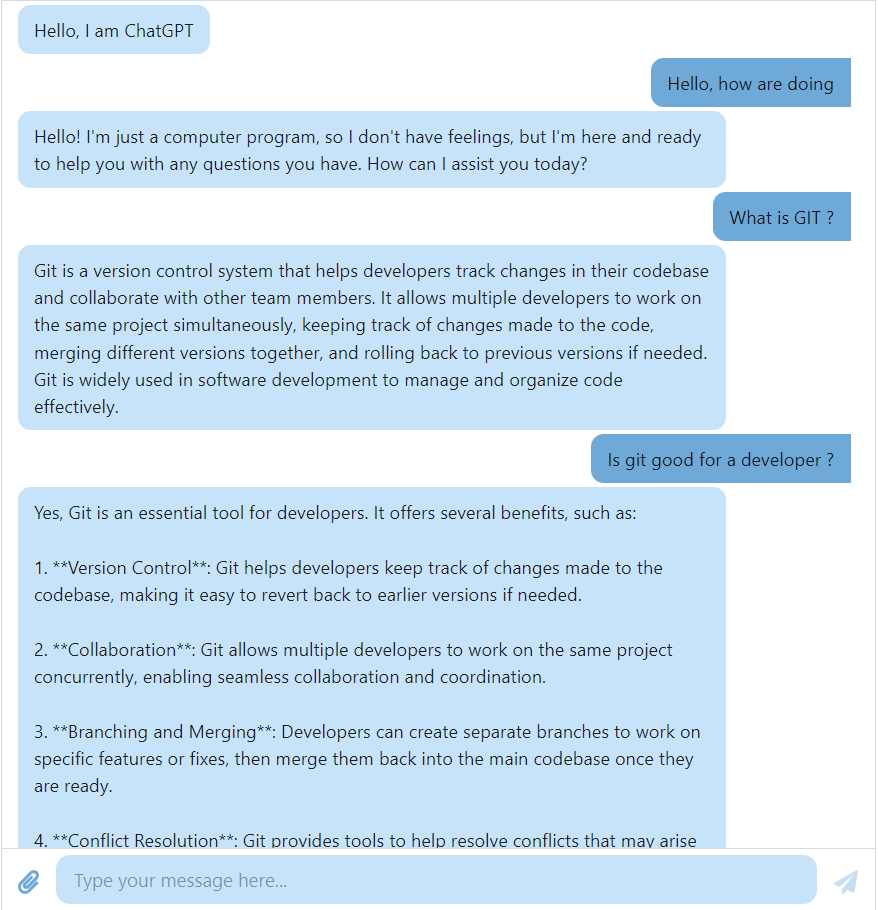 Hello, I am ChatGPT
Hello, how are doing
Hello! I'm just a computer program, so I don't have feelings, but I'm here and ready
to help you with any questions you have. How can I assist you today?
What is GIT ?
Git is a version control system that helps developers track changes in their codebase
and collaborate with other team members. It allows multiple developers to work on
the same project simultaneously, keeping track of changes made to the code,
merging different versions together, and rolling back to previous versions if needed.
Git is widely used in software development to manage and organize code
effectively.
Is git good for a developer ?
Yes, Git is an essential tool for developers. It offers several benefits, such as:
1. **Version Control**: Git helps developers keep track of changes made to the
codebase, making it easy to revert back to earlier versions if needed.
2. **Collaboration**: Git allows multiple developers to work on the same project
concurrently, enabling seamless collaboration and coordination.
3. **Branching and Merging**: Developers can create separate branches to work on
specific features or fixes, then merge them back into the main codebase once they
are ready.
4. **Conflict Resolution**: Git provides tools to help resolve conflicts that may arise
Type your message here...